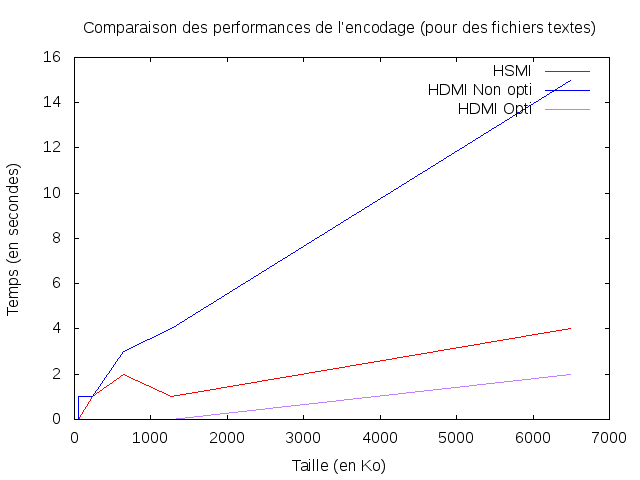 Comparaison des performances de l'encodage (pour des fichiers textes)
16
14
12
10
8
6
4
2
0
HSMI
HDMI Non opti
HDMI Opti
Temps (en secondes)
0 1000 2000 3000 4000 5000 6000 7000
Taille (en Ko)